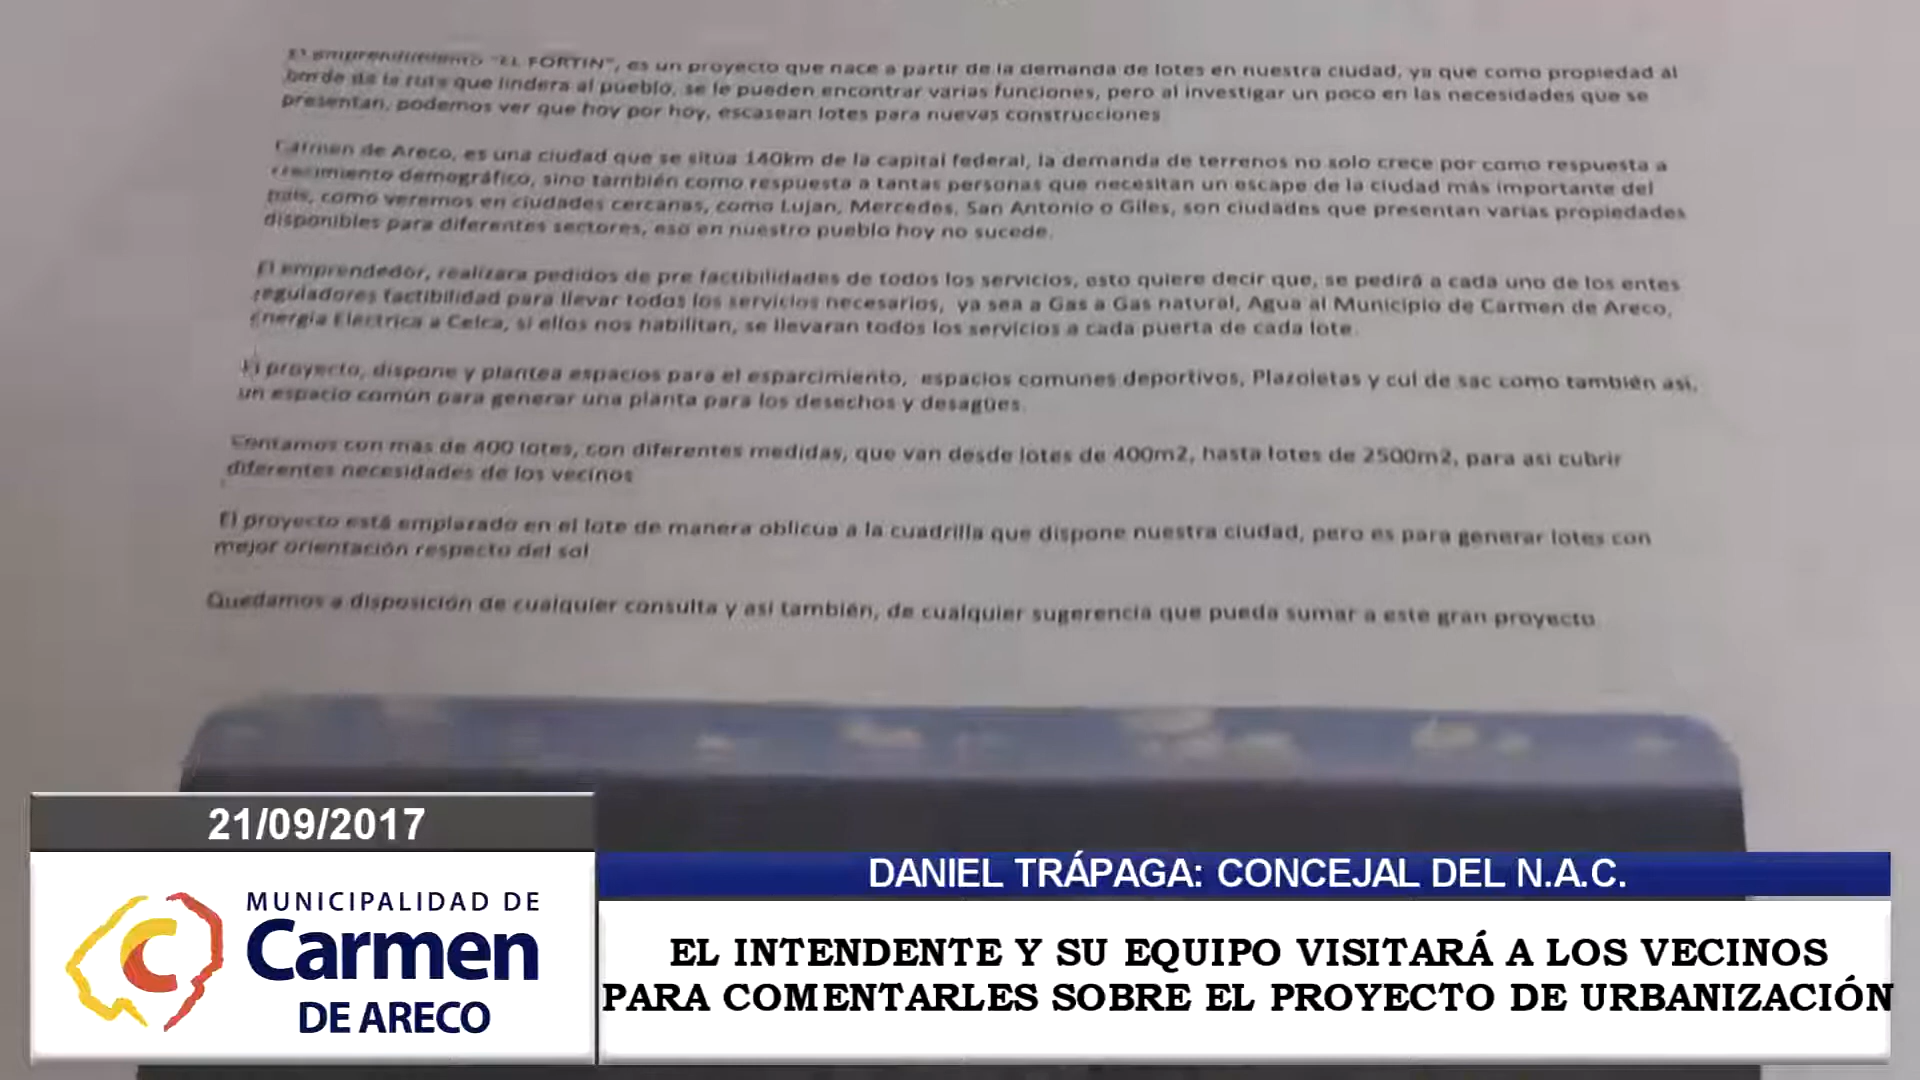 El emprendimiento "EL FORTIN", es un proyecto que nace a partir de la demanda de lotes en nuestra ciudad, ya que como propiedad al
borde de la ruta que lindera al pueblo, se le pueden encontrar varias funciones, pero al investigar un poco en las necesidades que se
presentan, podemos ver que hoy por hoy, escasean lotes para nuevas construcciones
Carmen de Areco, es una ciudad que se situa 140km de la capital federal, la demanda de terrenos no solo crece por como respuesta a
crecimiento demográfico, sino también como respuesta a tantas personas que necesitan un escape de la ciudad más importante del
país, como veremos en ciudades cercanas, como Lujan, Mercedes, San Antonio o Giles, son ciudades que presentan varias propiedades
disponibles para diferentes sectores, eso en nuestro pueblo hoy no sucede.
El emprendedor, realizara pedidos de pre factibilidades de todos los servicios, esto quiere decir que, se pedirá a cada uno de los entes
reguladores factibilidad para llevar todos los servicios necesarios, ya sea a Gas a Gas natural, Agua al Municipio de Carmen de Areco,
Energia Electrica a Celca, si ellos nos habilitan, se llevaran todos los servicios a cada puerta de cada lote.
El proyecto, dispone y plantea espacios para el esparcimiento, espacios comunes deportivos, Plazoletas y cul de sac como también asi,
un espacio común para generar una planta para los desechos y desagües.
Contamos con mas de 400 lotes, con diferentes medidas, que van desde lotes de 400m2, hasta lotes de 2500m2, para asi cubrir
diferentes necesidades de los vecinos
El proyecto está emplazado en el lote de manera oblicua a la cuadrilla que dispone nuestra ciudad, pero es para generar lotes con
mejor orientación respecto del sol
Quedamos a disposición de cualquier consulta y asi también, de cualquier sugerencia que pueda sumar a este gran proyecto
21/09/2017
MUNICIPALIDAD DE
Carmen
DE ARECO
DANIEL TRÁPAGA: CONCEJAL DEL N.A.C.
EL INTENDENTE Y SU EQUIPO VISITARÁ A LOS VECINOS
PARA COMENTARLES SOBRE EL PROYECTO DE URBANIZACIÓN